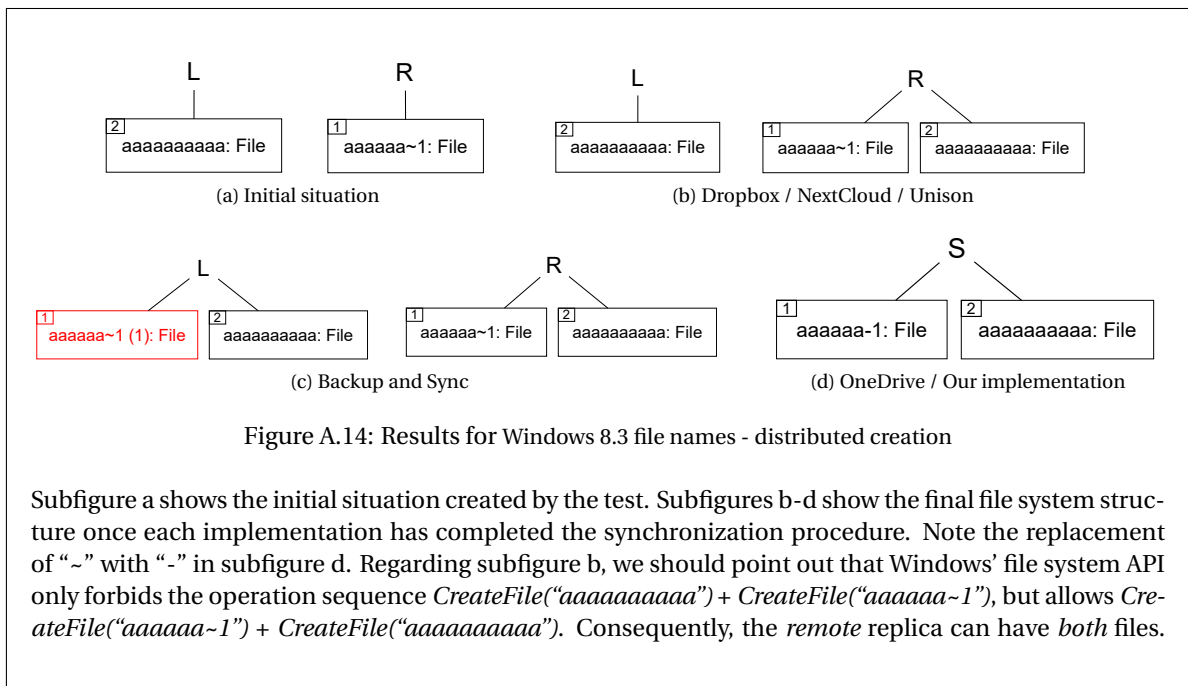 L
R
2
aaaaaaaaaa: File
1
aaaaaa~1: File
(a) Initial situation
L
R
2
aaaaaaaaaa: File
1
aaaaaa~1: File
2
aaaaaaaaaa: File
(b) Dropbox / NextCloud / Unison
L
R
1
aaaaaa~1 (1): File
2
aaaaaaaaaa: File
1
aaaaaa~1: File
2
aaaaaaaaaa: File
(c) Backup and Sync
S
1
aaaaaa-1: File
2
aaaaaaaaaa: File
(d) OneDrive / Our implementation
Figure A.14: Results for Windows 8.3 file names - distributed creation
Subfigure a shows the initial situation created by the test. Subfigures b-d show the final file system struc-
ture once each implementation has completed the synchronization procedure. Note the replacement
of “~” with “-” in subfigure d. Regarding subfigure b, we should point out that Windows’ file system API
only forbids the operation sequence CreateFile(“aaaaaaaaaa”) + CreateFile(“aaaaaa~1”), but allows Cre-
ateFile(“aaaaaa~1”) + CreateFile(“aaaaaaaaaa”). Consequently, the remote replica can have both files.